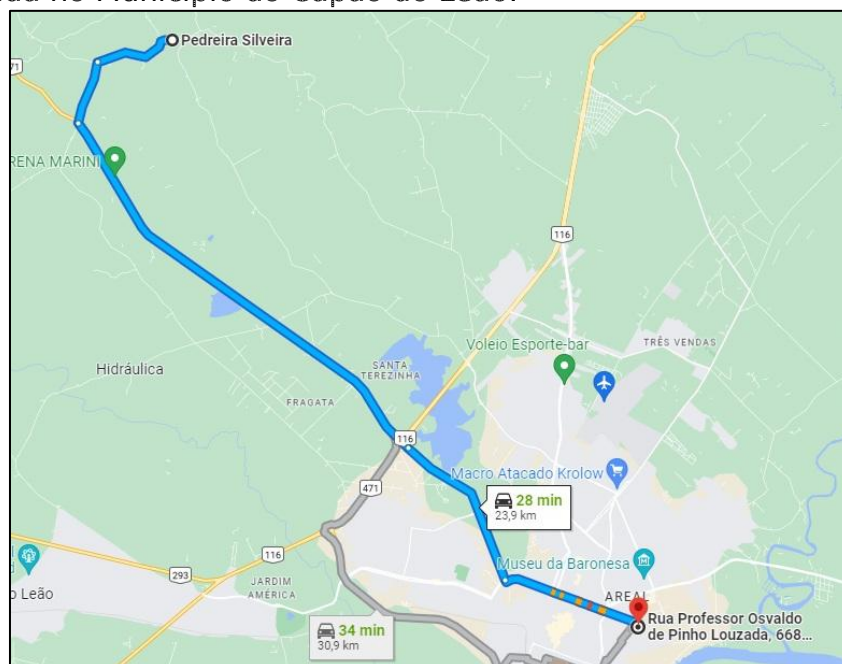 Pedreira Silveira
71
RENA MARINI
116
Voleio Esporte-bar
TRÊS VENDAS
SANTA
TEREZINHA
Hidráulica
FRAGATA
116
Macro Atacado Krolow
471
28 min
23,9 km
116
Museu da Baronesa
293
JARDIM
AMÉRICA
o Leão
AREAL
Rua Professor Osvaldo
de Pinho Louzada, 668...
34 min
30,9 km